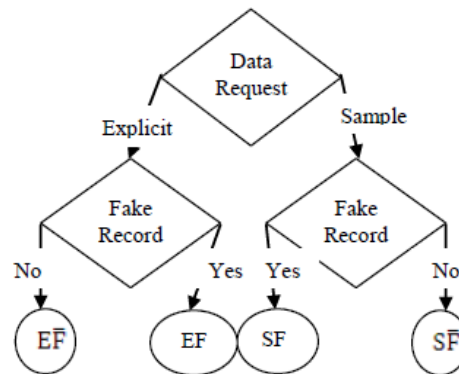 Data
Request
Explicit
Sample
Fake
Record
Fake
Record
No
Yes
Yes
No
EF̅
EF
SF
SF̅